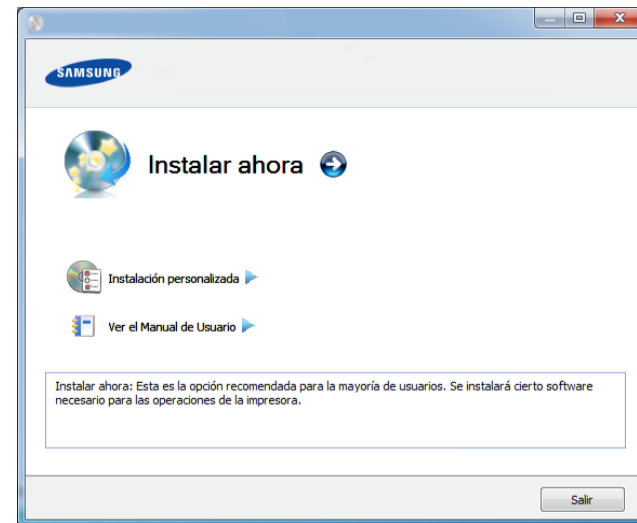 SAMSUNG
Instalar ahora
Instalación personalizada
Ver el Manual de Usuario
Instalar ahora: Esta es la opción recomendada para la mayoría de usuarios. Se instalará cierto software
necesario para las operaciones de la impresora.
Salir